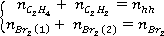 n_{C_2H_4} + n_{C_2H_2} = n_{hh}
n_{Br_2 (1)} + n_{Br_2 (2)} = n_{Br_2}